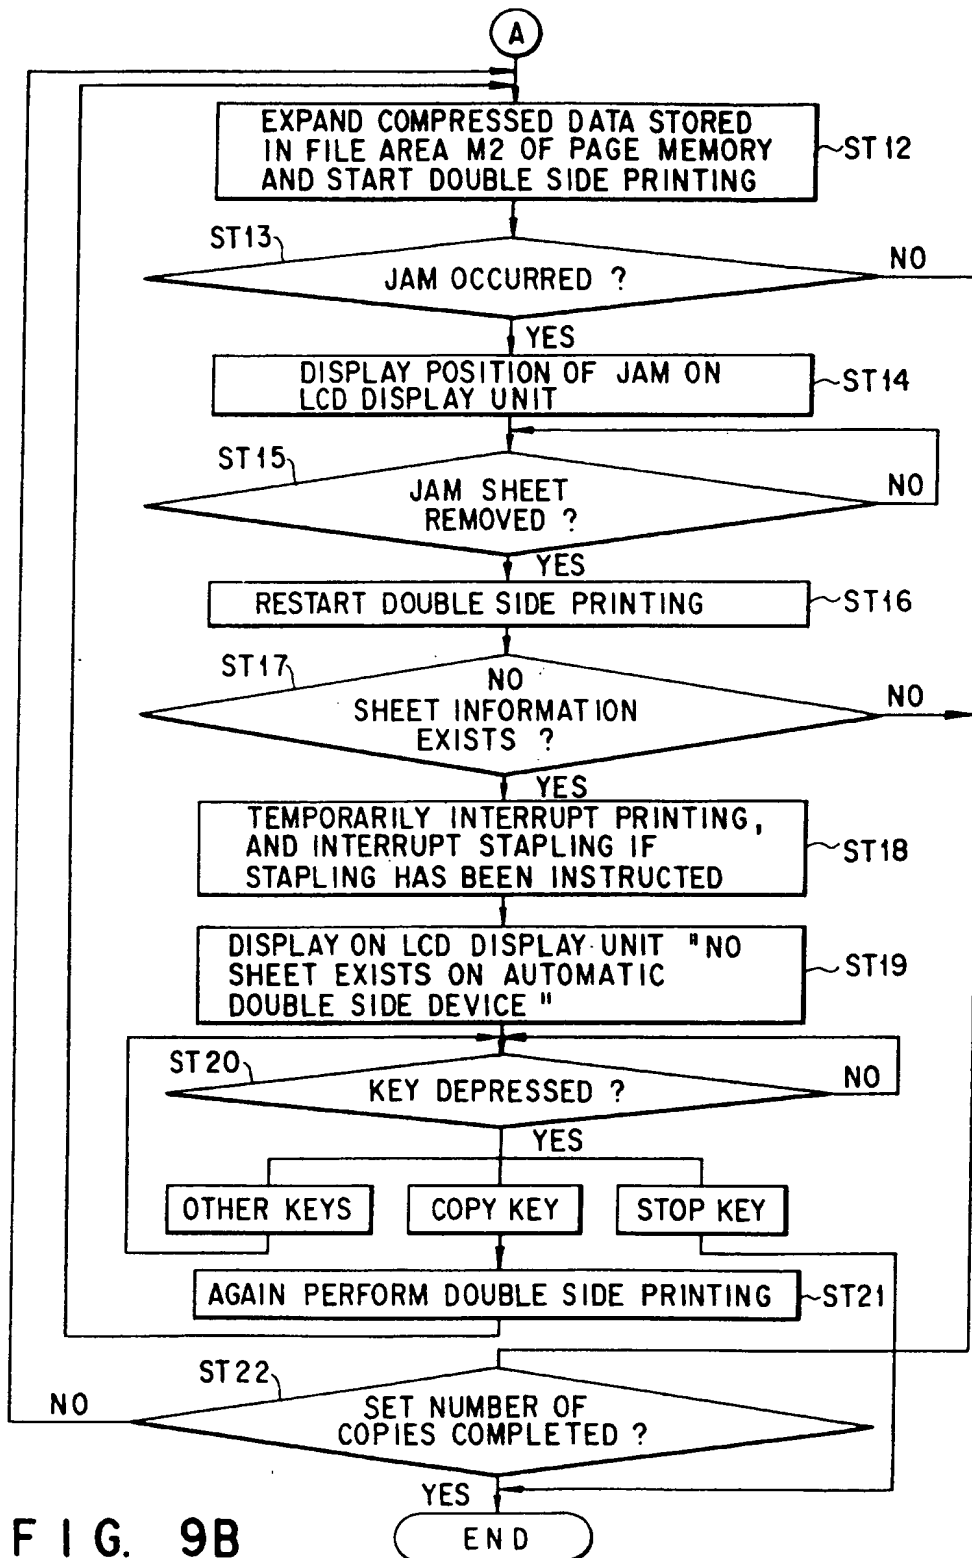 A
EXPAND COMPRESSED DATA STORED
IN FILE AREA M2 OF PAGE MEMORY
AND START DOUBLE SIDE PRINTING
ST12
ST13
JAM OCCURRED ?
NO
YES
DISPLAY POSITION OF JAM ON
LCD DISPLAY UNIT
ST14
ST15
JAM SHEET
REMOVED ?
NO
YES
RESTART DOUBLE SIDE PRINTING
ST16
ST17
NO
SHEET INFORMATION
EXISTS ?
NO
YES
TEMPORARILY INTERRUPT PRINTING,
AND INTERRUPT STAPLING IF
STAPLING HAS BEEN INSTRUCTED
ST18
DISPLAY ON LCD DISPLAY UNIT "NO
SHEET EXISTS ON AUTOMATIC
DOUBLE SIDE DEVICE"
ST19
ST20
KEY DEPRESSED ?
NO
YES
OTHER KEYS
COPY KEY
STOP KEY
AGAIN PERFORM DOUBLE SIDE PRINTING
ST21
ST22
NO
SET NUMBER OF
COPIES COMPLETED ?
YES
END
FIG. 9B